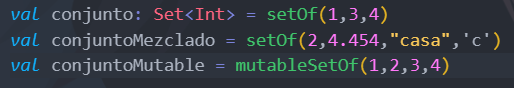 val conjunto: Set<Int> = setOf(1,3,4)
val conjuntoMezclado = setOf(2,4.454,"casa",'c')
val conjuntoMutable = mutableSetOf(1,2,3,4)